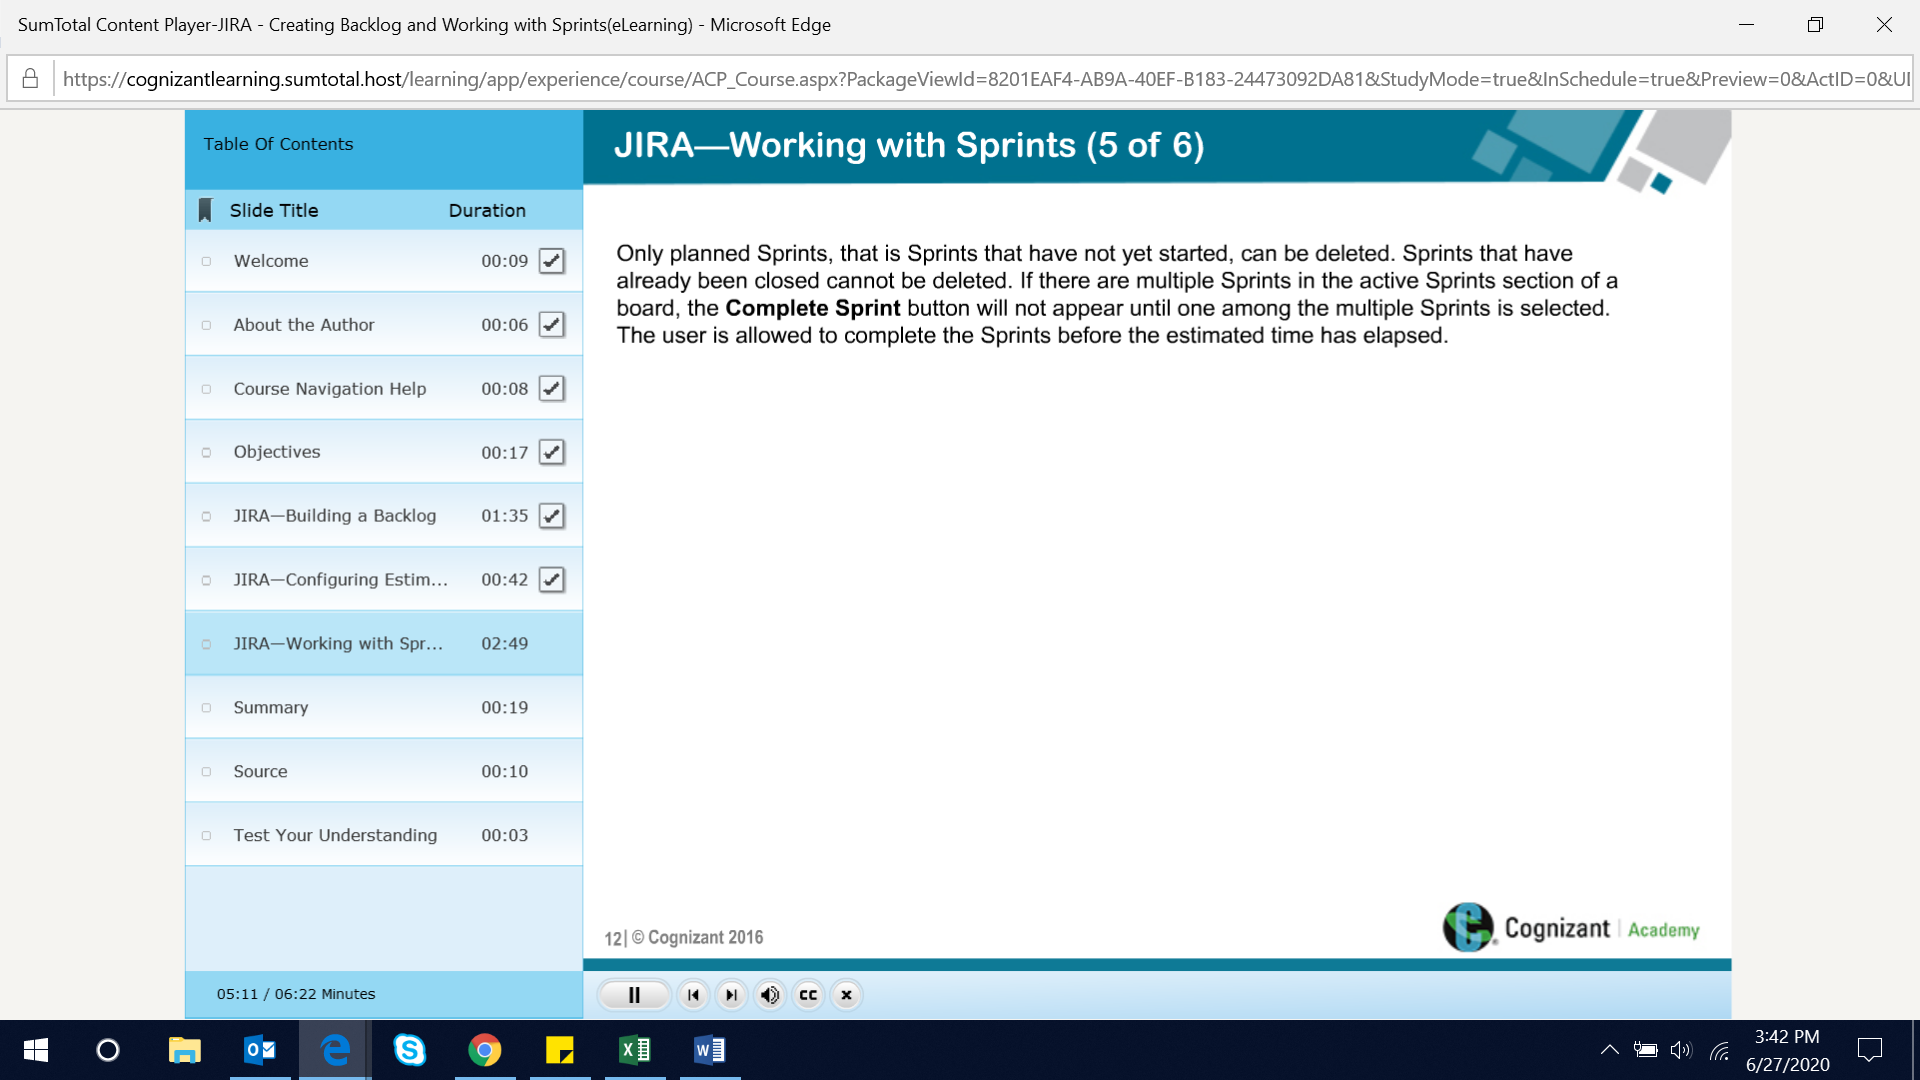 SumTotal Content Player-JIRA - Creating Backlog and Working with Sprints(eLearning) - Microsoft Edge
https://cognizantlearning.sumtotal.host/learning/app/experience/course/ACP_Course.aspx?PackageViewId=8201EAF4-AB9A-40EF-B183-24473092DA81&StudyMode=true&InSchedule=true&Preview=0&ActID=0&UI
Table Of Contents
Slide Title Duration
Welcome 00:09
About the Author 00:06
Course Navigation Help 00:08
Objectives 00:17
JIRA—Building a Backlog 01:35
JIRA—Configuring Estim... 00:42
JIRA—Working with Spr... 02:49
Summary 00:19
Source 00:10
Test Your Understanding 00:03
05:11 / 06:22 Minutes
JIRA—Working with Sprints (5 of 6)
Only planned Sprints, that is Sprints that have not yet started, can be deleted. Sprints that have
already been closed cannot be deleted. If there are multiple Sprints in the active Sprints section of a
board, the Complete Sprint button will not appear until one among the multiple Sprints is selected.
The user is allowed to complete the Sprints before the estimated time has elapsed.
12| © Cognizant 2016
Cognizant | Academy
CC
3:42 PM
6/27/2020